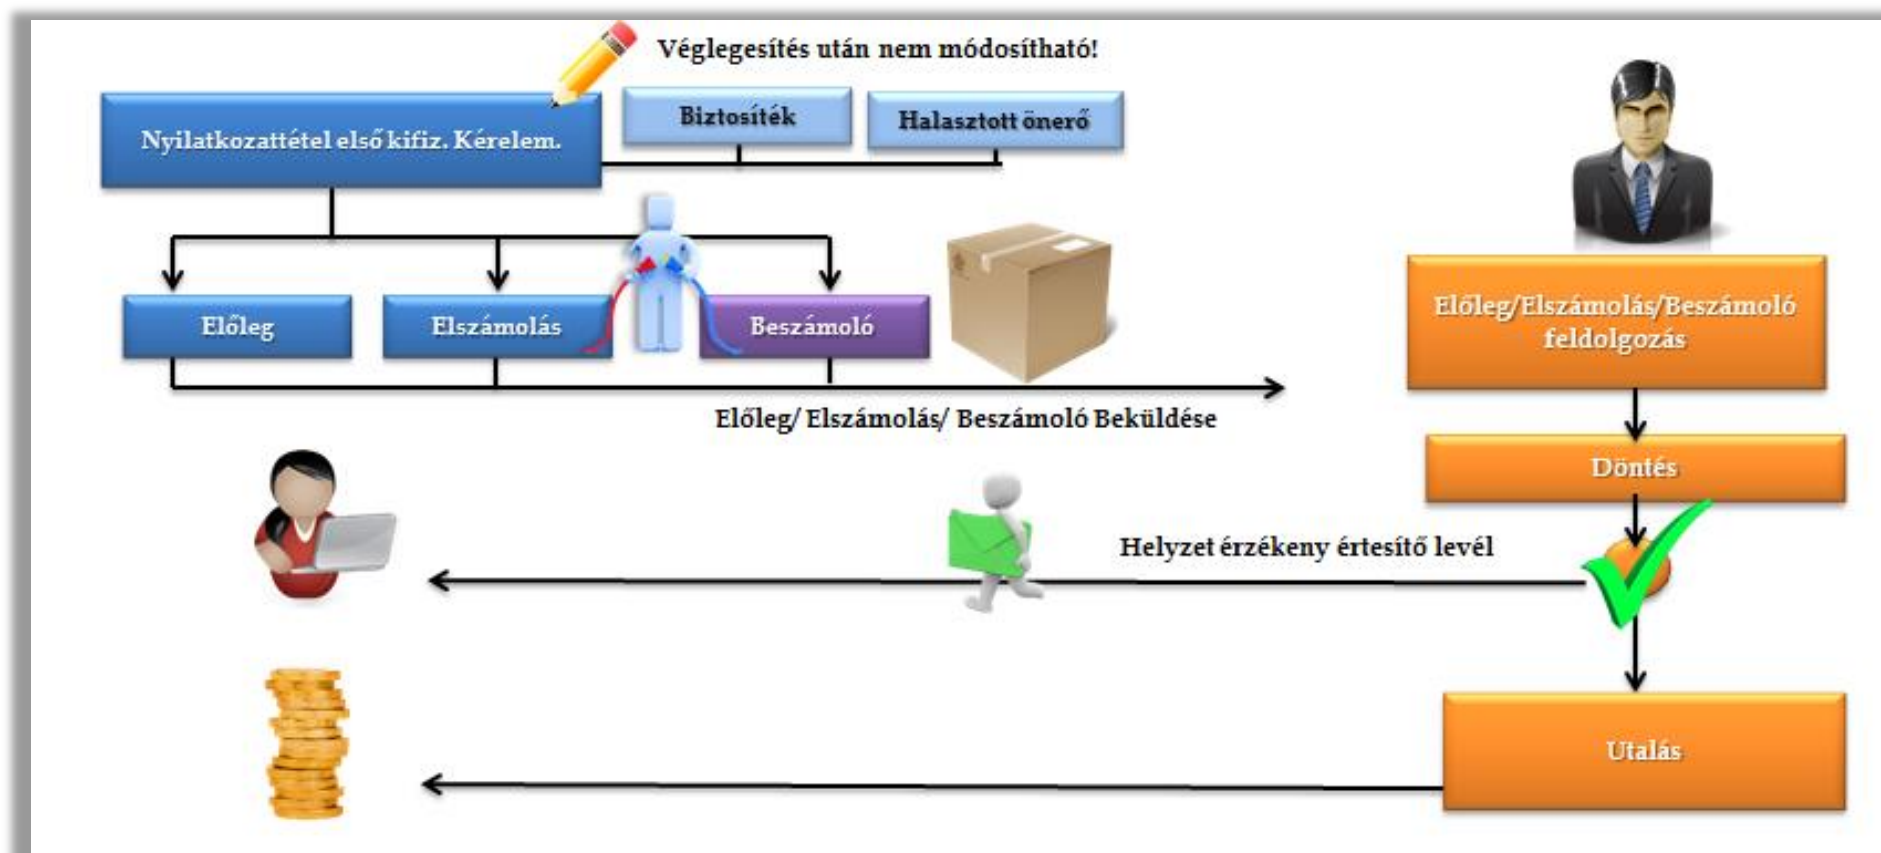 Véglegesítés után nem módosítható!
Nyilatkozattétel első kifiz. Kérelem.
Biztosíték
Halasztott önerő
Előleg
Elszámolás
Beszámoló
Előleg/Elszámolás/Beszámoló
feldolgozás
Előleg/ Elszámolás/ Beszámoló Beküldése
Döntés
Helyzet érzékeny értesítő levél
Utalás